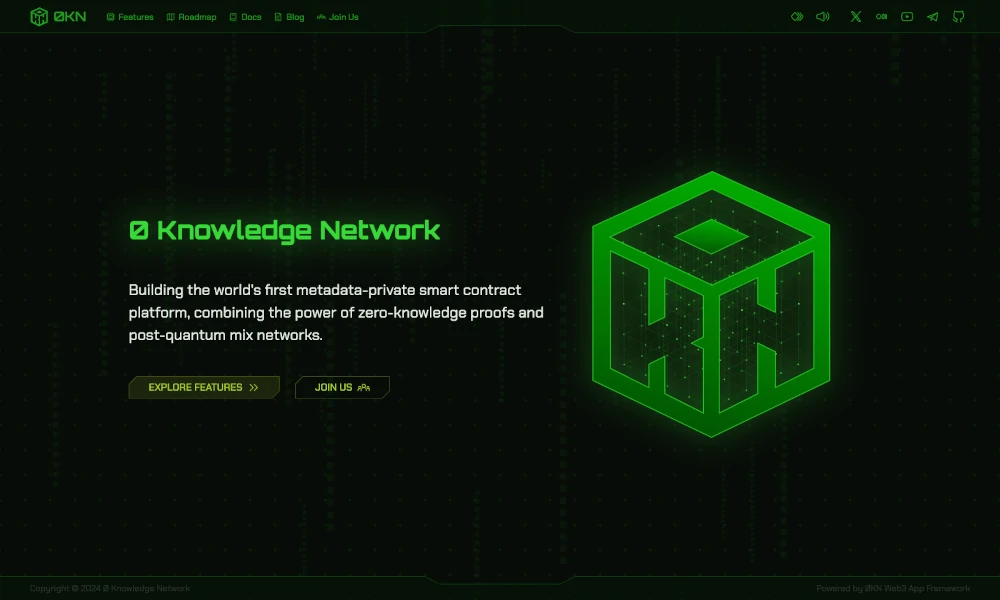 ØKN
Features
Roadmap
Docs
Blog
Join Us
Ø Knowledge Network
Building the world's first metadata-private smart contract
platform, combining the power of zero-knowledge proofs and
post-quantum mix networks.
EXPLORE FEATURES
JOIN US
Copyright © 2024 Ø Knowledge Network
Powered by ØKN Web3 App Framework